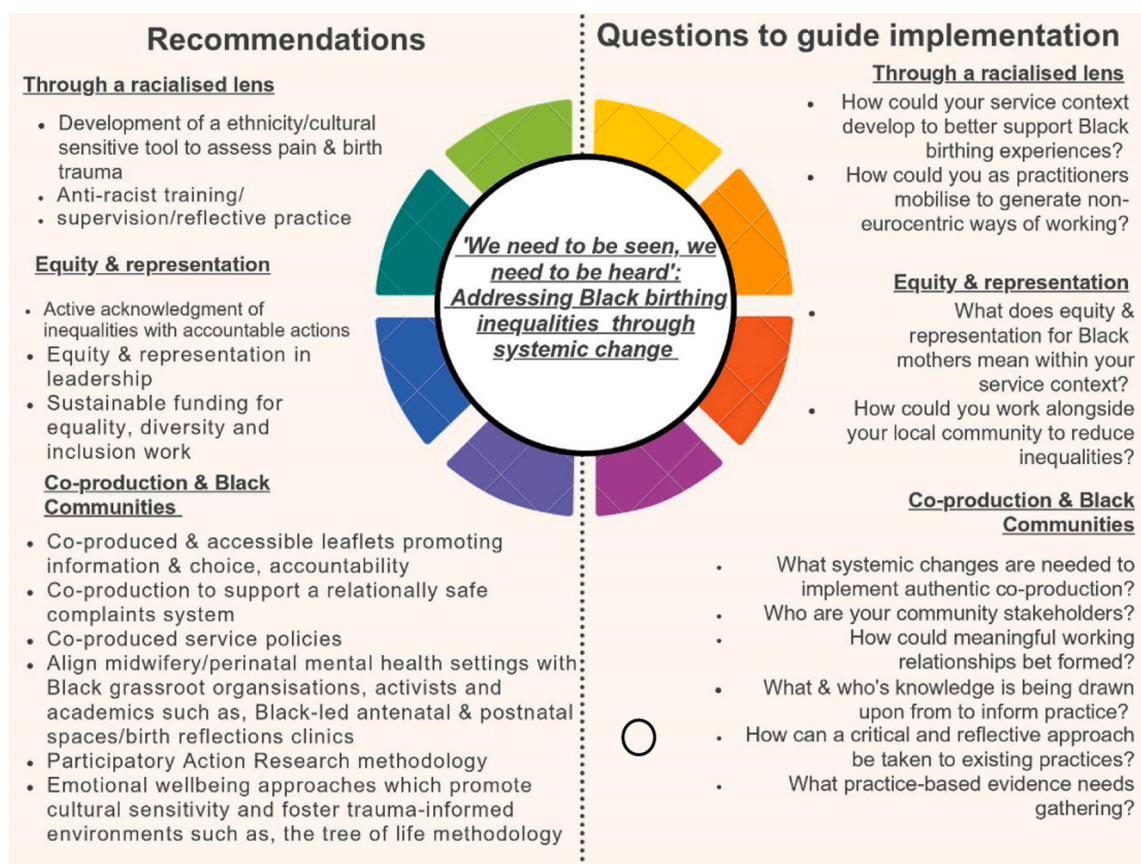 Recommendations
Through a racialised lens
• Development of a ethnicity/cultural
sensitive tool to assess pain & birth
trauma
• Anti-racist training/
• supervision/reflective practice
Equity & representation
• Active acknowledgment of
inequalities with accountable actions
• Equity & representation in
leadership
• Sustainable funding for
equality, diversity and
inclusion work
Co-production & Black
Communities
• Co-produced & accessible leaflets promoting
information & choice, accountability
• Co-production to support a relationally safe
complaints system
• Co-produced service policies
• Align midwifery/perinatal mental health settings with
Black grassroot organsisations, activists and
academics such as, Black-led antenatal & postnatal
spaces/birth reflections clinics
• Participatory Action Research methodology
• Emotional wellbeing approaches which promote
cultural sensitivity and foster trauma-informed
environments such as, the tree of life methodology
'We need to be seen, we
need to be heard':
Addressing Black birthing
inequalities through
systemic change
Questions to guide implementation
Through a racialised lens
• How could your service context
develop to better support Black
birthing experiences?
• How could you as practitioners
mobilise to generate non-
eurocentric ways of working?
Equity & representation
• What does equity &
representation for Black
mothers mean within your
service context?
• How could you work alongside
your local community to reduce
inequalities?
Co-production & Black
Communities
• What systemic changes are needed to
implement authentic co-production?
• Who are your community stakeholders?
• How could meaningful working
relationships bet formed?
• What & who's knowledge is being drawn
upon from to inform practice?
• How can a critical and reflective approach
be taken to existing practices?
• What practice-based evidence needs
gathering?